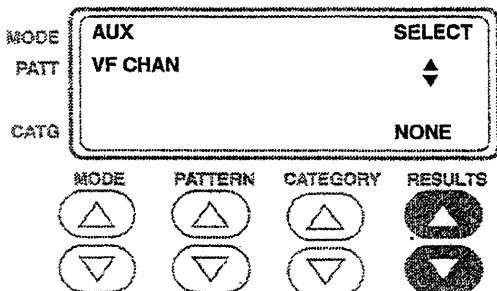 MODE AUX SELECT
PATT VF CHAN
CATG NONE
MODE PATTERN CATEGORY RESULTS